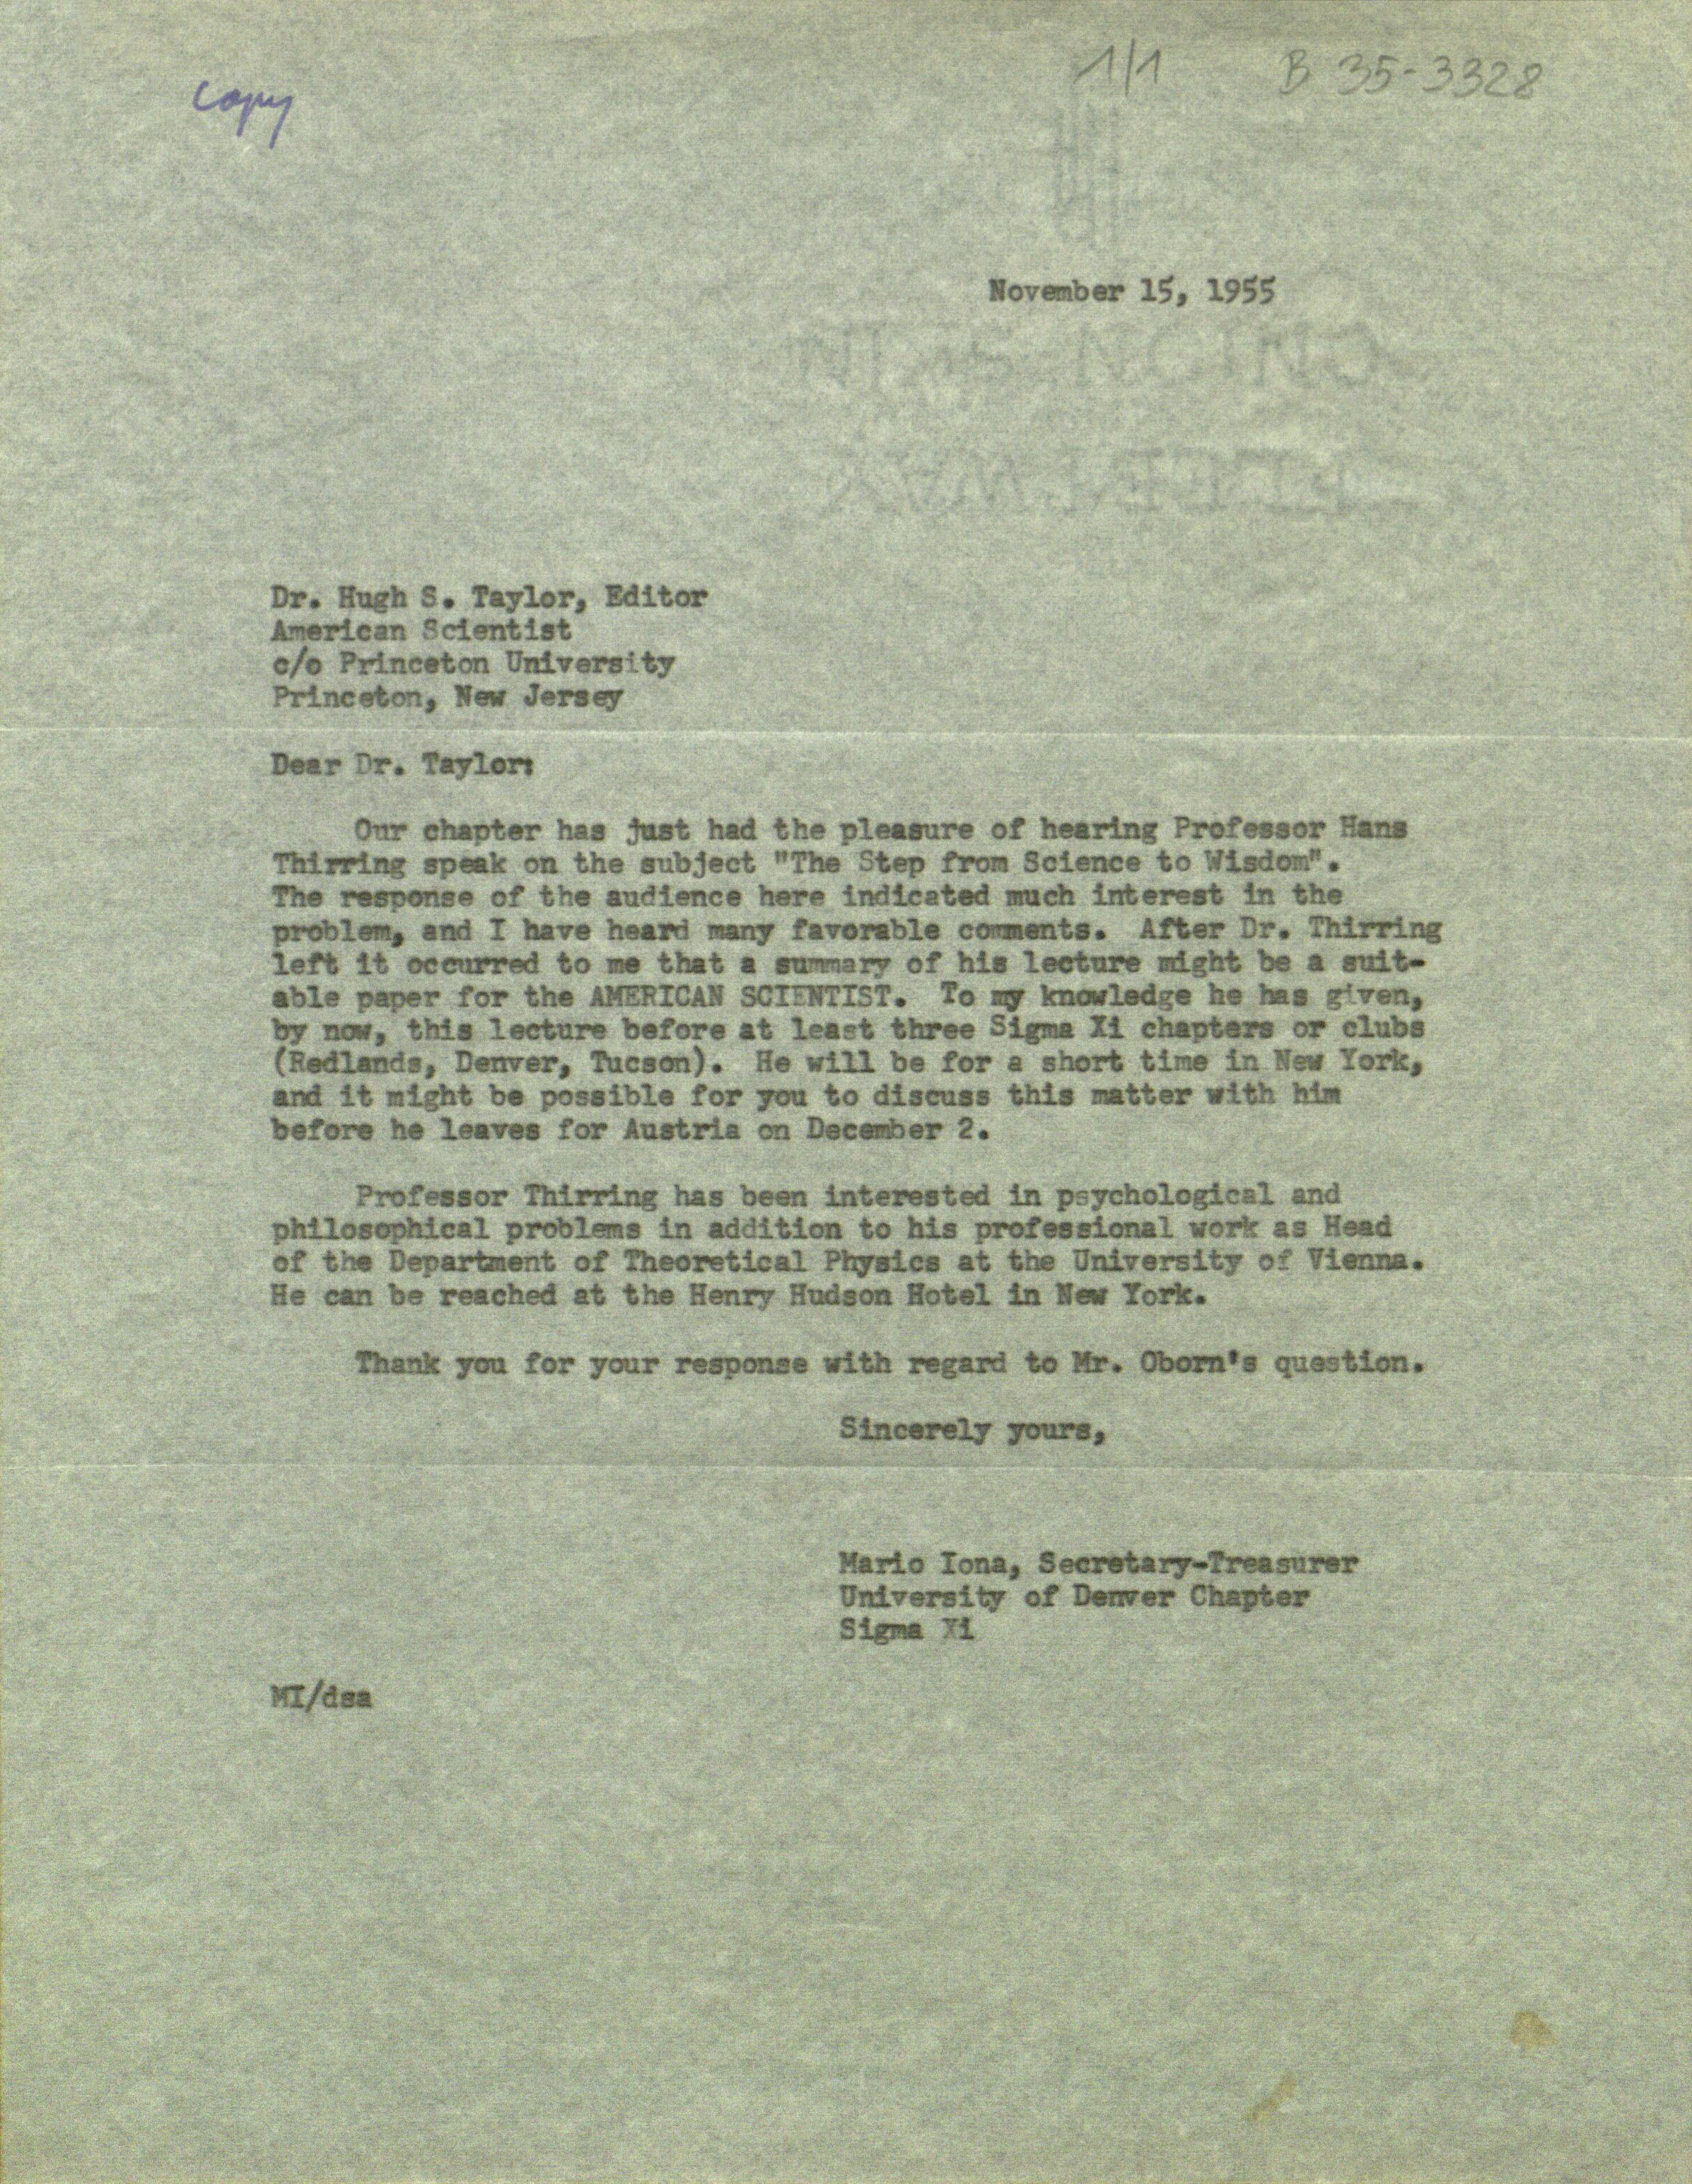 copy
1/1 B 35-3328
November 15, 1955
Dr. Hugh S. Taylor, Editor
American Scientist
c/o Princeton University
Princeton, New Jersey
Dear Dr. Taylor:
Our chapter has just had the pleasure of hearing Professor Hans
Thirring speak on the subject "The Step from Science to Wisdom".
The response of the audience here indicated much interest in the
problem, and I have heard many favorable comments. After Dr. Thirring
left it occurred to me that a summary of his lecture might be a suit-
able paper for the AMERICAN SCIENTIST. To my knowledge he has given,
by now, this lecture before at least three Sigma Xi chapters or clubs
(Redlands, Denver, Tucson). He will be for a short time in New York,
and it might be possible for you to discuss this matter with him
before he leaves for Austria on December 2.
Professor Thirring has been interested in psychological and
philosophical problems in addition to his professional work as Head
of the Department of Theoretical Physics at the University of Vienna.
He can be reached at the Henry Hudson Hotel in New York.
Thank you for your response with regard to Mr. Oborn's question.
Sincerely yours,
Mario Iona, Secretary-Treasurer
University of Denver Chapter
Sigma Xi
MI/dsa